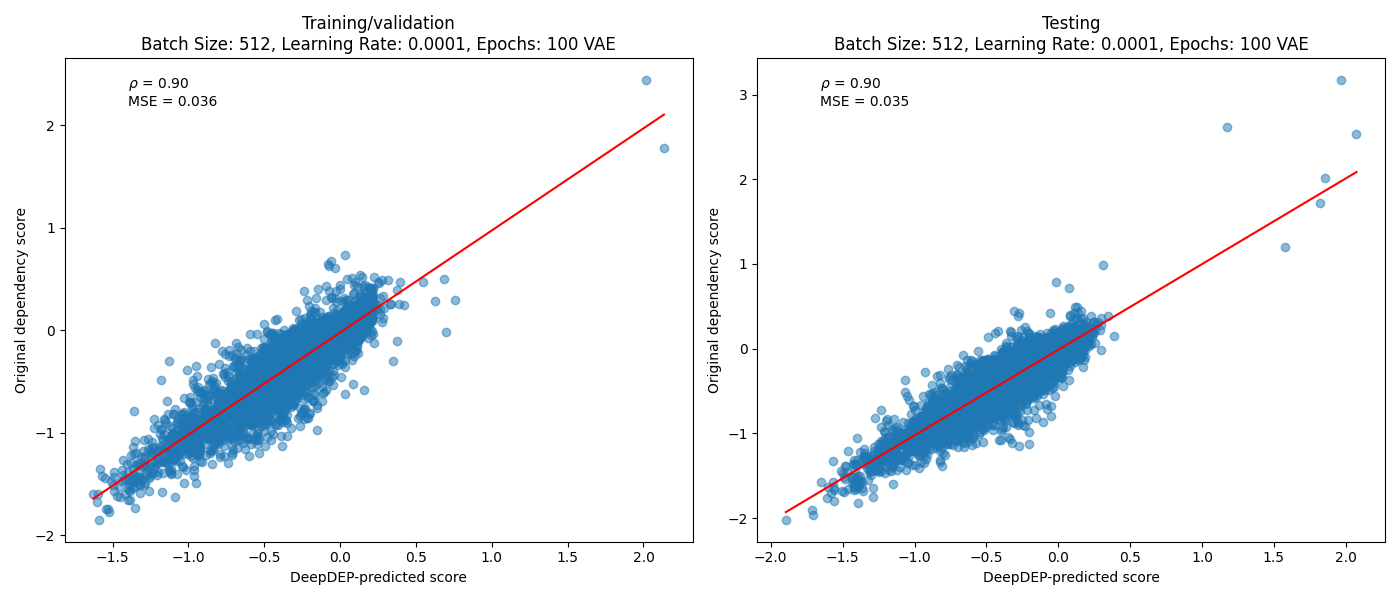 Training/validation
Batch Size: 512, Learning Rate: 0.0001, Epochs: 100 VAE
ρ = 0.90
MSE = 0.036
2
1
0
−1
−2
Original dependency score
−1.5 −1.0 −0.5 0.0 0.5 1.0 1.5 2.0
DeepDEP-predicted score
Testing
Batch Size: 512, Learning Rate: 0.0001, Epochs: 100 VAE
ρ = 0.90
MSE = 0.035
3
2
1
0
−1
−2
Original dependency score
−2.0 −1.5 −1.0 −0.5 0.0 0.5 1.0 1.5 2.0
DeepDEP-predicted score